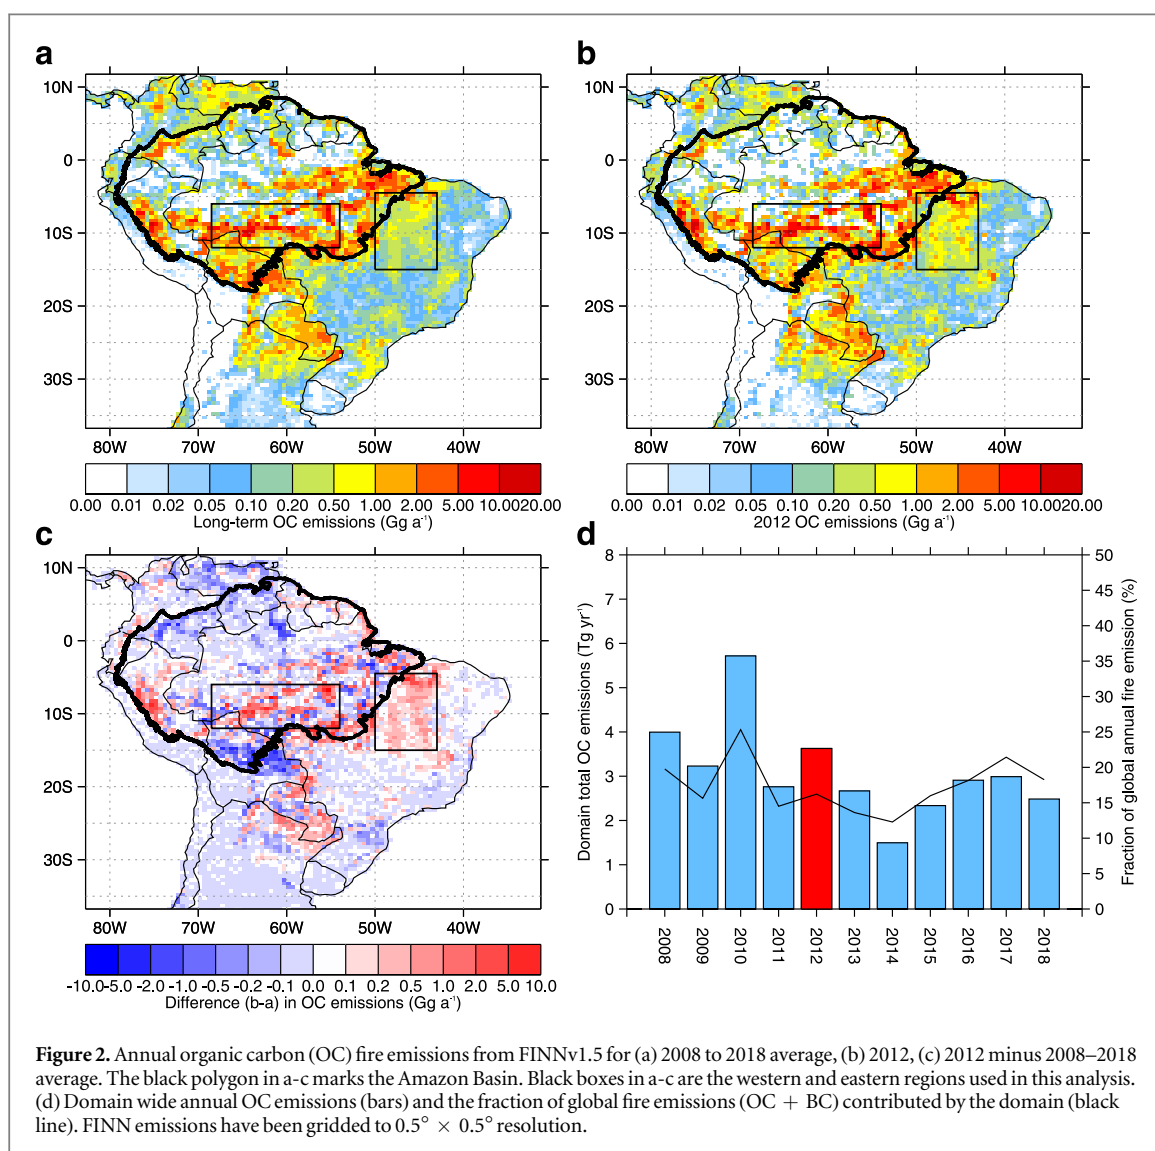 a
b
10N
0
10S
20S
30S
80W 70W 60W 50W 40W
0.00 0.01 0.02 0.05 0.10 0.20 0.50 1.00 2.00 5.00 10.00 20.00
Long-term OC emissions (Gg a⁻¹)
10N
0
10S
20S
30S
80W 70W 60W 50W 40W
0.00 0.01 0.02 0.05 0.10 0.20 0.50 1.00 2.00 5.00 10.00 20.00
2012 OC emissions (Gg a⁻¹)
c
10N
0
10S
20S
30S
80W 70W 60W 50W 40W
-10.0 -5.0 -2.0 -1.0 -0.5 -0.2 -0.1 0.0 0.1 0.2 0.5 1.0 2.0 5.0 10.0
Difference (b-a) in OC emissions (Gg a⁻¹)
d
Domain total OC emissions (Tg yr⁻¹)
8
7
6
5
4
3
2
1
0
50
45
40
35
30
25
20
15
10
5
0
Fraction of global annual fire emission (%)
2008 2009 2010 2011 2012 2013 2014 2015 2016 2017 2018
Figure 2. Annual organic carbon (OC) fire emissions from FINNv1.5 for (a) 2008 to 2018 average, (b) 2012, (c) 2012 minus 2008–2018
average. The black polygon in a-c marks the Amazon Basin. Black boxes in a-c are the western and eastern regions used in this analysis.
(d) Domain wide annual OC emissions (bars) and the fraction of global fire emissions (OC + BC) contributed by the domain (black
line). FINN emissions have been gridded to 0.5° × 0.5° resolution.